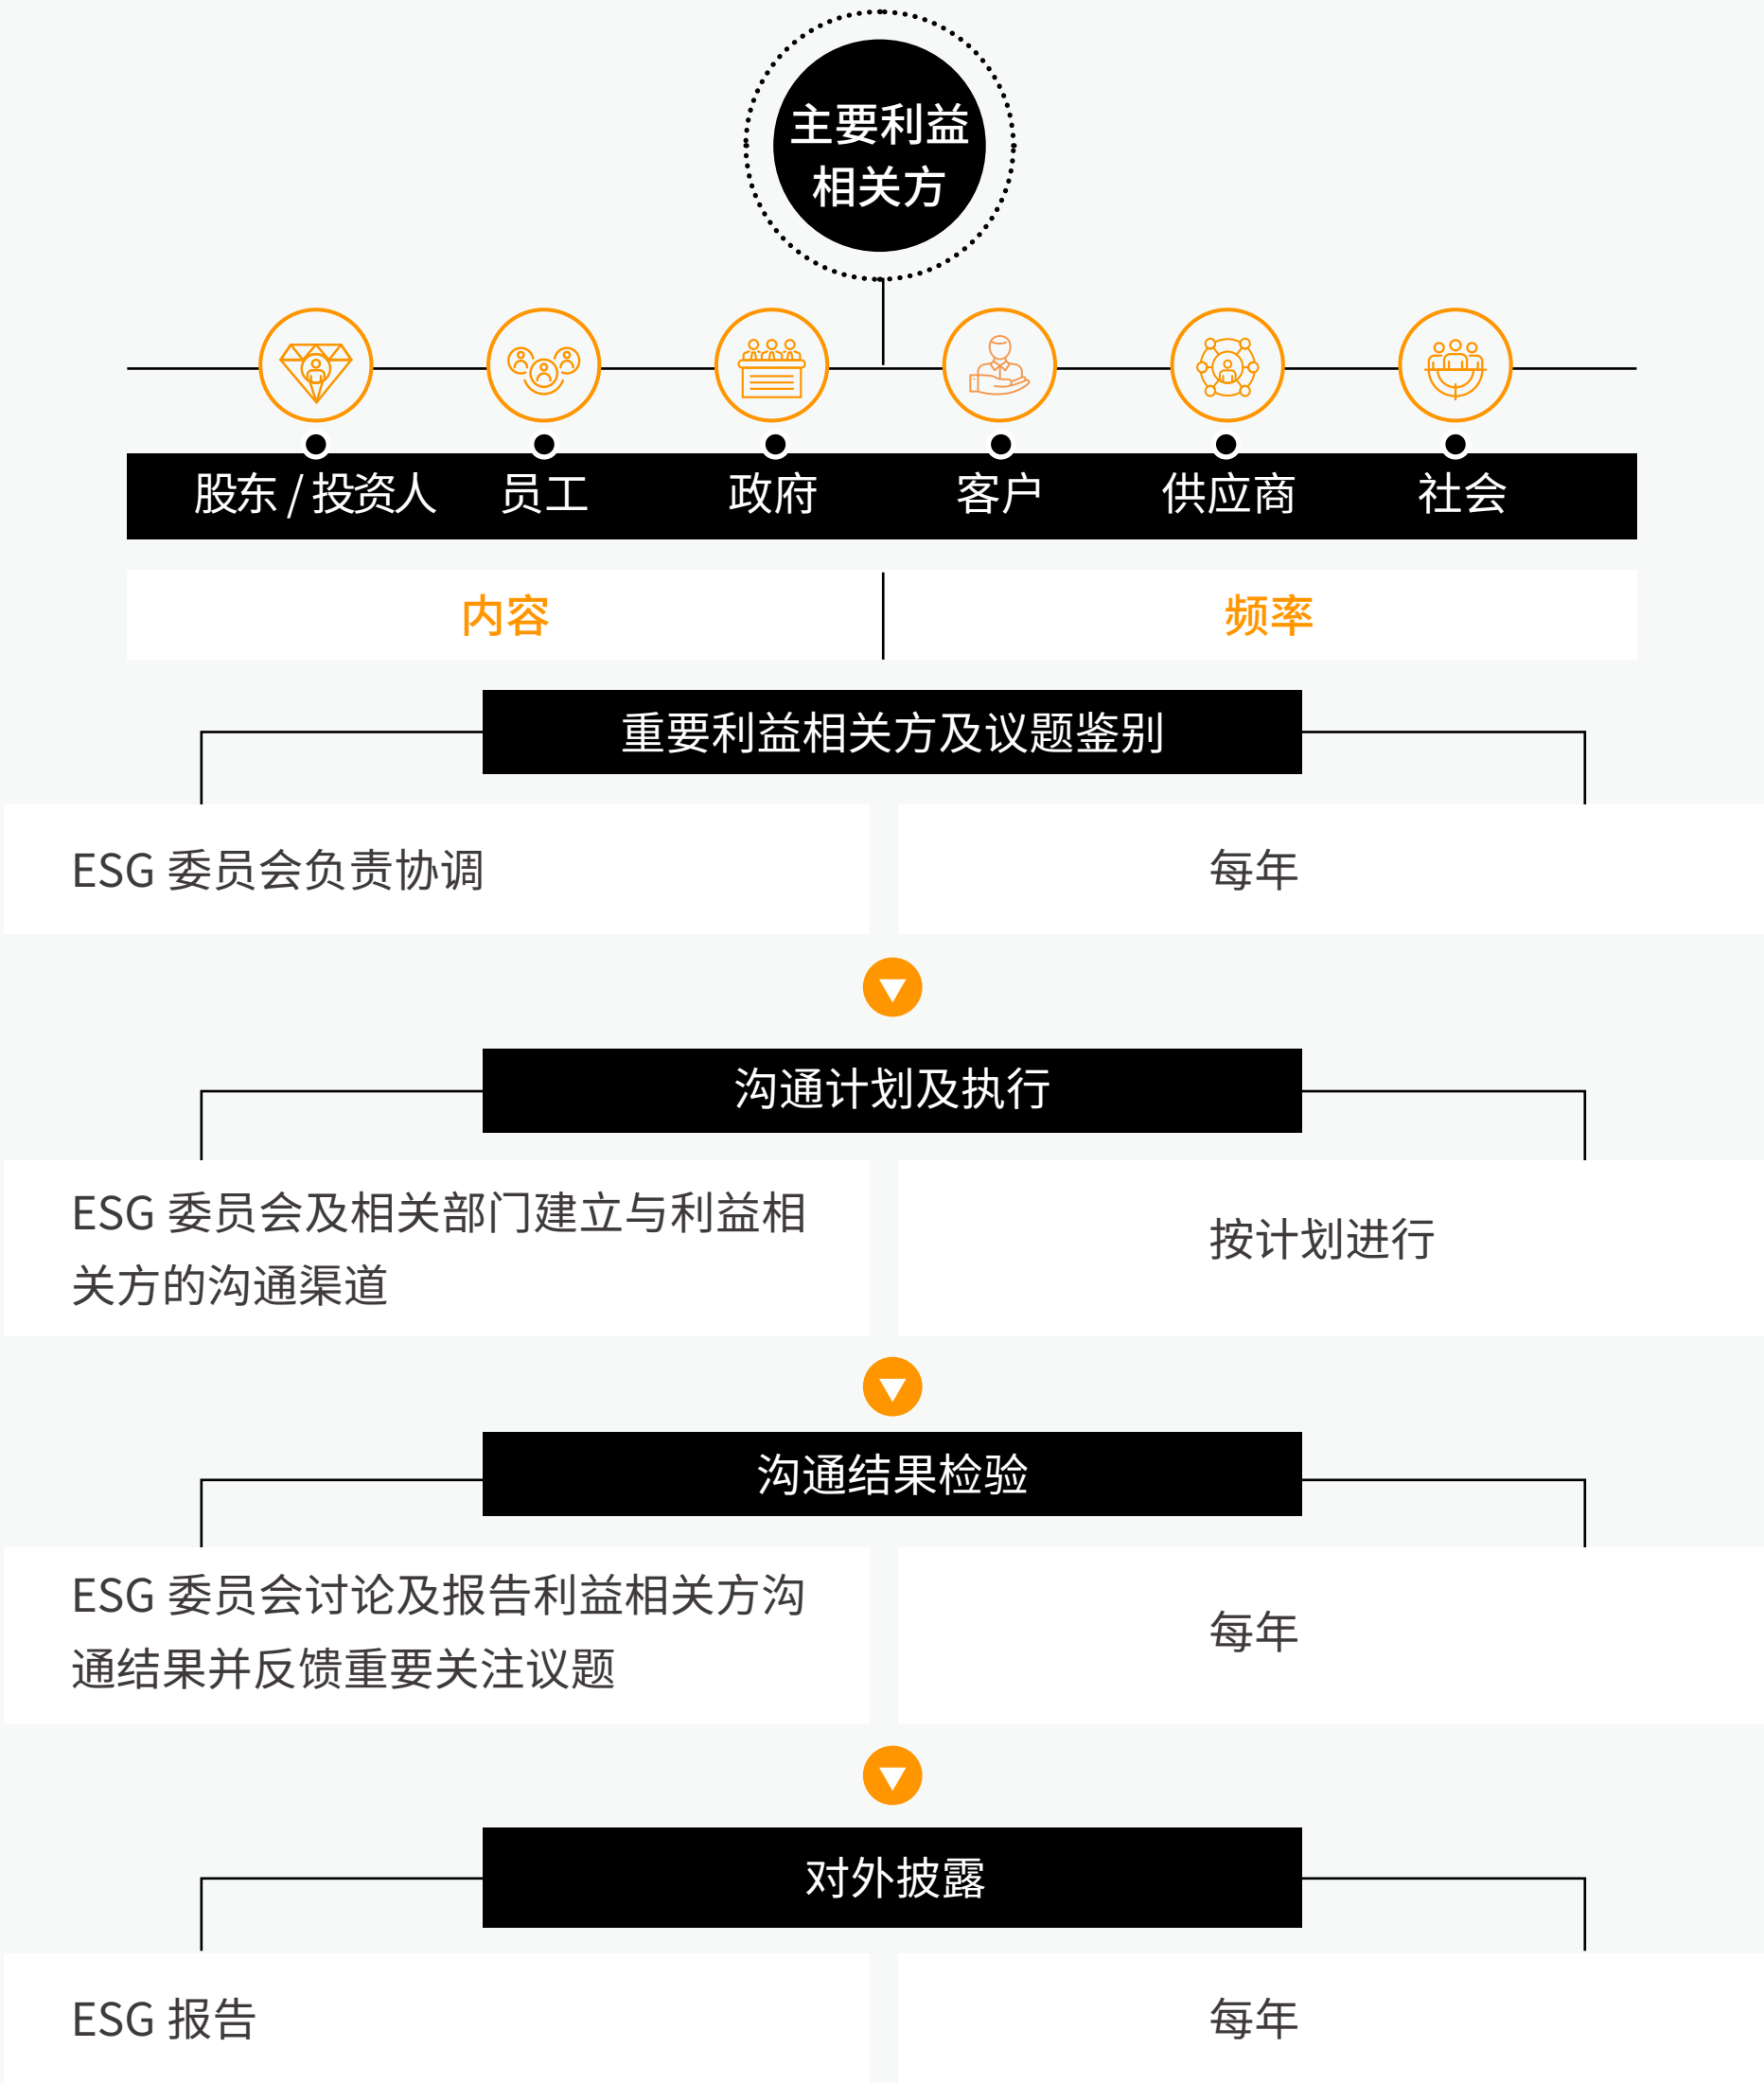 主要利益
相关方
股东 / 投资人 员工 政府 客户 供应商 社会
内容 频率
重要利益相关方及议题鉴别
ESG 委员会负责协调 每年
沟通计划及执行
ESG 委员会及相关部门建立与利益相
关方的沟通渠道
按计划进行
沟通结果检验
ESG 委员会讨论及报告利益相关方沟
通结果并反馈重要关注议题
每年
对外披露
ESG 报告 每年